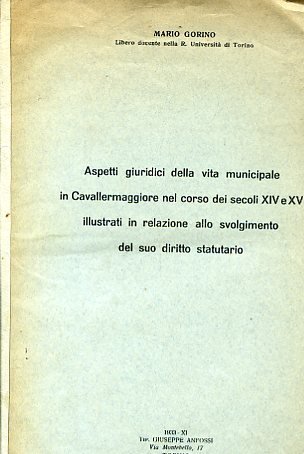 MARIO GORINO
Libero docente nella R. Università di Torino
Aspetti giuridici della vita municipale
in Cavallermaggiore nel corso dei secoli XIV e XV
illustrati in relazione allo svolgimento
del suo diritto statutario
1933 - XI
Tip. GIUSEPPE ANFOSSI
Via Montebello, 17
TORINO